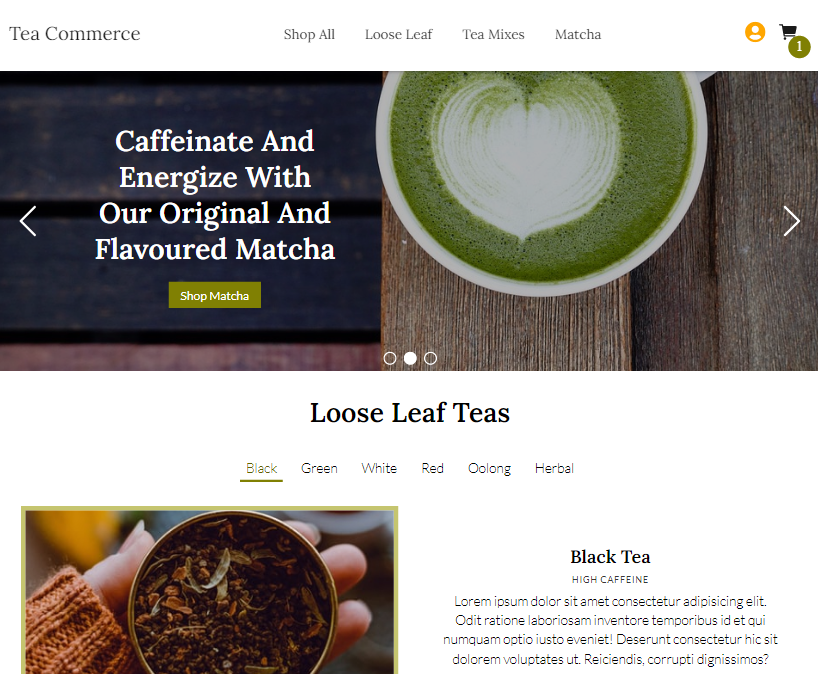 Tea Commerce
Shop All
Loose Leaf
Tea Mixes
Matcha
1
Caffeinate And
Energize With
Our Original And
Flavoured Matcha
Shop Matcha
Loose Leaf Teas
Black
Green
White
Red
Oolong
Herbal
Black Tea
HIGH CAFFEINE
Lorem ipsum dolor sit amet consectetur adipisicing elit.
Odit ratione laboriosam inventore temporibus id et qui
numquam optio iusto eveniet! Deserunt consectetur hic sit
dolorem voluptates ut. Reiciendis, corrupti dignissimos?